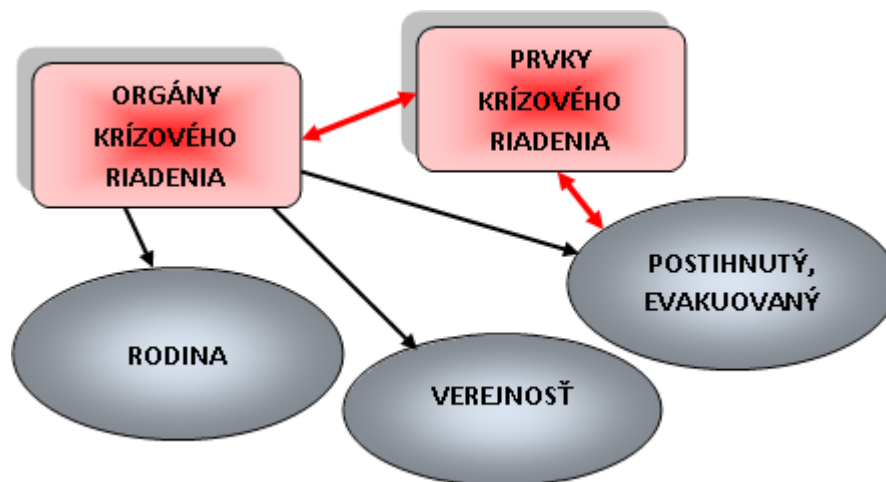 ORGÁNY
KRÍZOVÉHO
RIADENIA
PRVKY
KRÍZOVÉHO
RIADENIA
POSTIHNUTÝ,
EVAKUOVANÝ
RODINA
VEREJNOSŤ